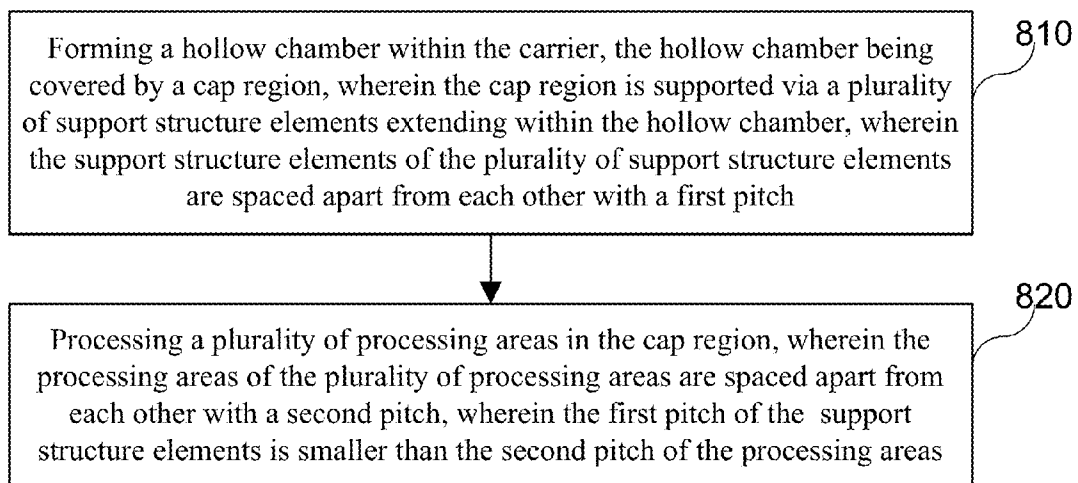 Forming a hollow chamber within the carrier, the hollow chamber being
covered by a cap region, wherein the cap region is supported via a plurality
of support structure elements extending within the hollow chamber, wherein
the support structure elements of the plurality of support structure elements
are spaced apart from each other with a first pitch
810
Processing a plurality of processing areas in the cap region, wherein the
processing areas of the plurality of processing areas are spaced apart from
each other with a second pitch, wherein the first pitch of the support
structure elements is smaller than the second pitch of the processing areas
820